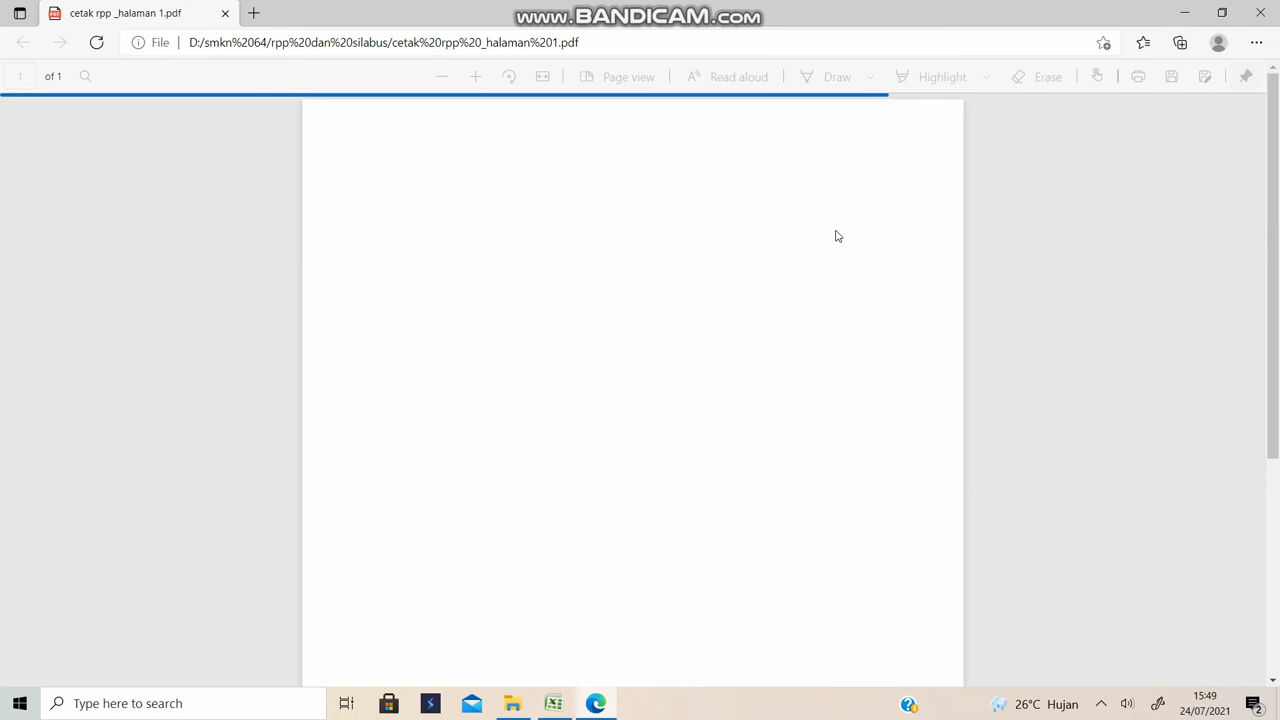 cetak rpp _halaman 1.pdf
www.BANDICAM.com
File
D:/smkn%2064/rpp%20dan%20silabus/cetak%20rpp%20_halaman%201.pdf
1 of 1
Page view
Read aloud
Draw
Highlight
Erase
Type here to search
26°C Hujan
15:49
24/07/2021
2